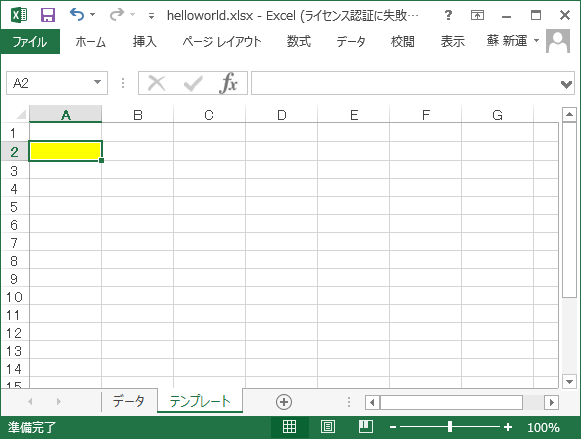 helloworld.xlsx - Excel (ライセンス認証に失敗…
ファイル ホーム 挿入 ページ レイアウト 数式 データ 校閲 表示 蘇 新運
A2 fx
A B C D E F G
1
2
3
4
5
6
7
8
9
10
11
12
13
14
15
データ テンプレート
準備完了 100%